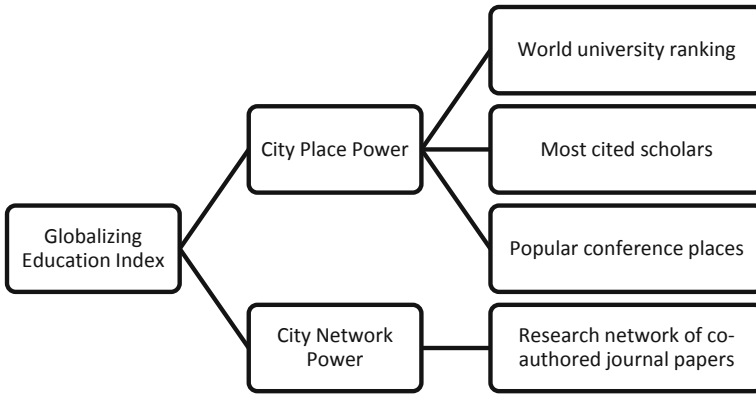 Globalizing
Education Index
City Place Power
World university ranking
Most cited scholars
Popular conference places
City Network
Power
Research network of co-
authored journal papers